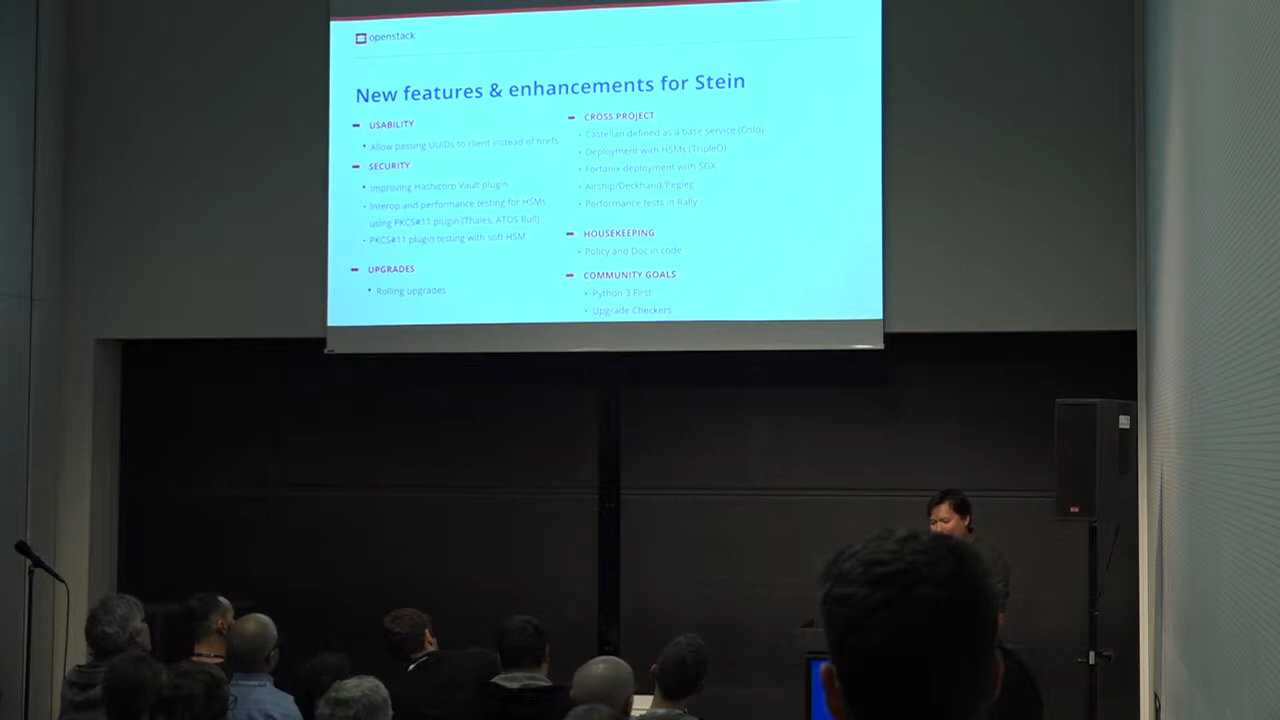 openstack
New features & enhancements for Stein
USABILITY
Allow passing UUIDs to client instead of hrefs
SECURITY
Improving Hashicorp Vault plugin
Interop and performance testing for HSMs
using PKCS#11 plugin (Thales, ATOS Bull)
PKCS#11 plugin testing with soft HSM
UPGRADES
Rolling upgrades
CROSS PROJECT
Castellan defined as a base service (Oslo)
Deployment with HSMs (TripleO)
Fortanix deployment with SGX
Airship/Deckhand/Pegleg
Performance tests in Rally
HOUSEKEEPING
Policy and Doc in code
COMMUNITY GOALS
Python 3 First
Upgrade Checkers